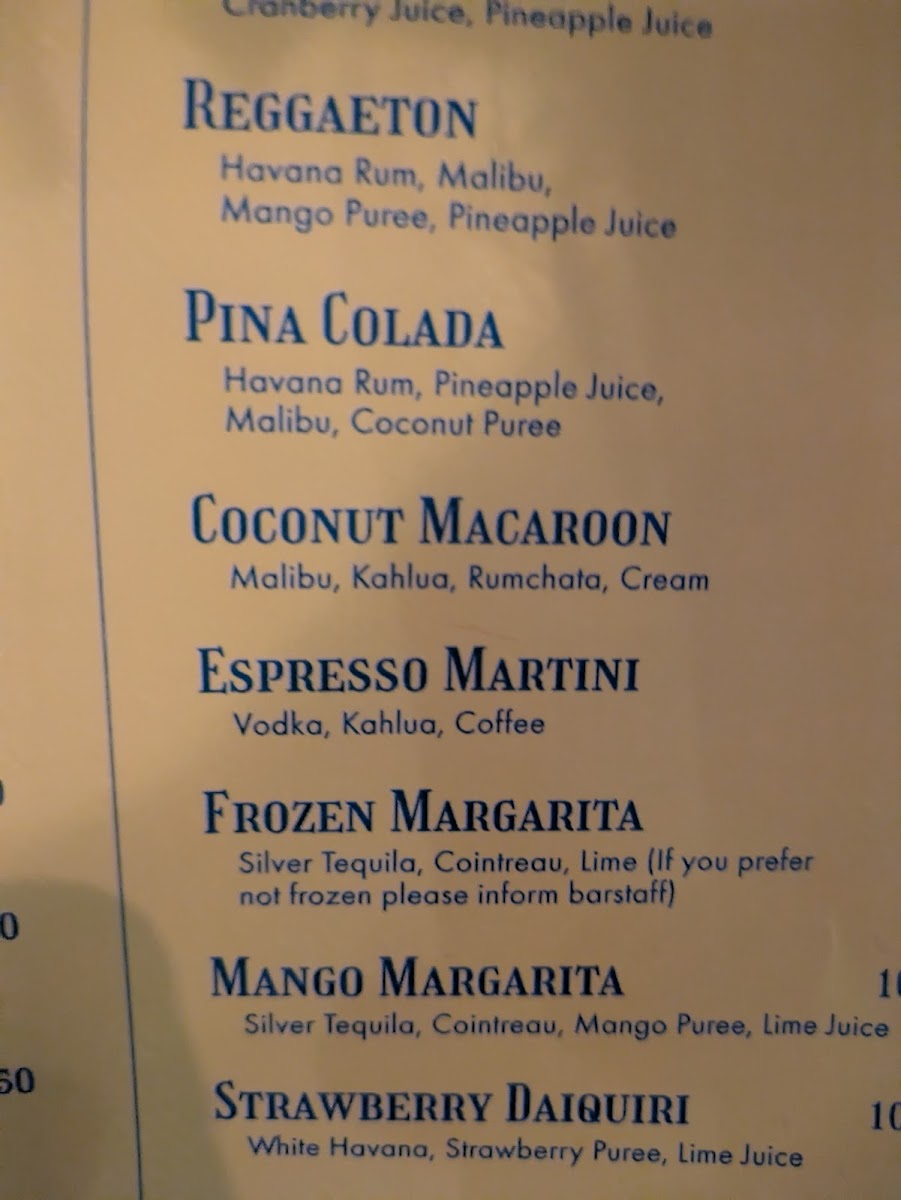 Cranberry Juice, Pineapple Juice
REGGAETON
Havana Rum, Malibu,
Mango Puree, Pineapple Juice
PINA COLADA
Havana Rum, Pineapple Juice,
Malibu, Coconut Puree
COCONUT MACAROON
Malibu, Kahlua, Rumchata, Cream
ESPRESSO MARTINI
Vodka, Kahlua, Coffee
FROZEN MARGARITA
Silver Tequila, Cointreau, Lime (If you prefer
not frozen please inform barstaff)
MANGO MARGARITA
Silver Tequila, Cointreau, Mango Puree, Lime Juice
STRAWBERRY DAIQUIRI
White Havana, Strawberry Puree, Lime Juice